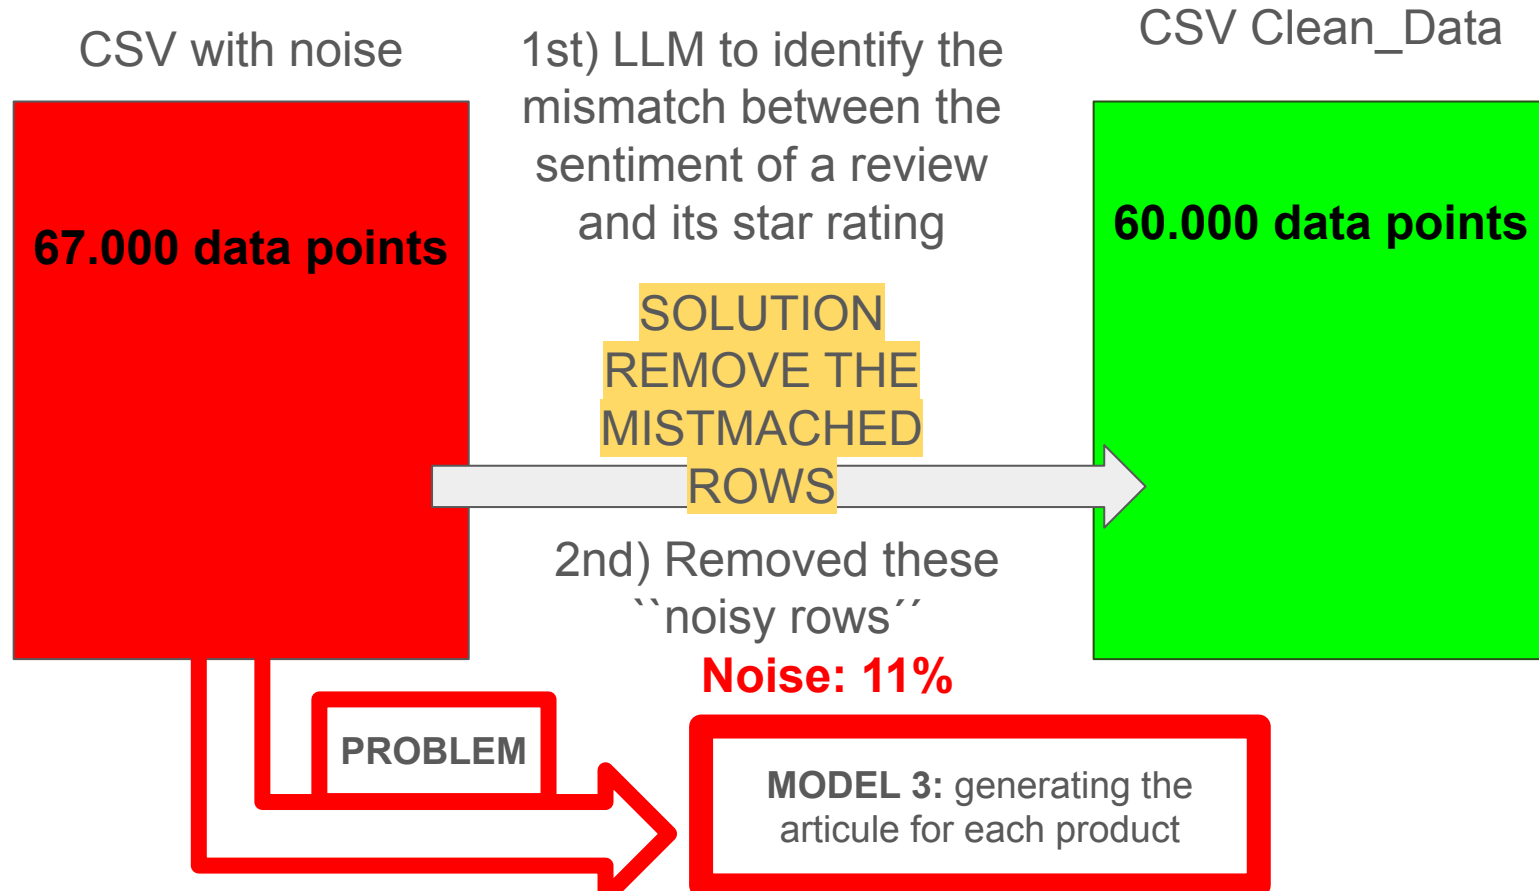 CSV with noise
67.000 data points
1st) LLM to identify the
mismatch between the
sentiment of a review
and its star rating
SOLUTION
REMOVE THE
MISTMACHED
ROWS
2nd) Removed these
``noisy rows´´
Noise: 11%
CSV Clean_Data
60.000 data points
PROBLEM
MODEL 3: generating the
articule for each product